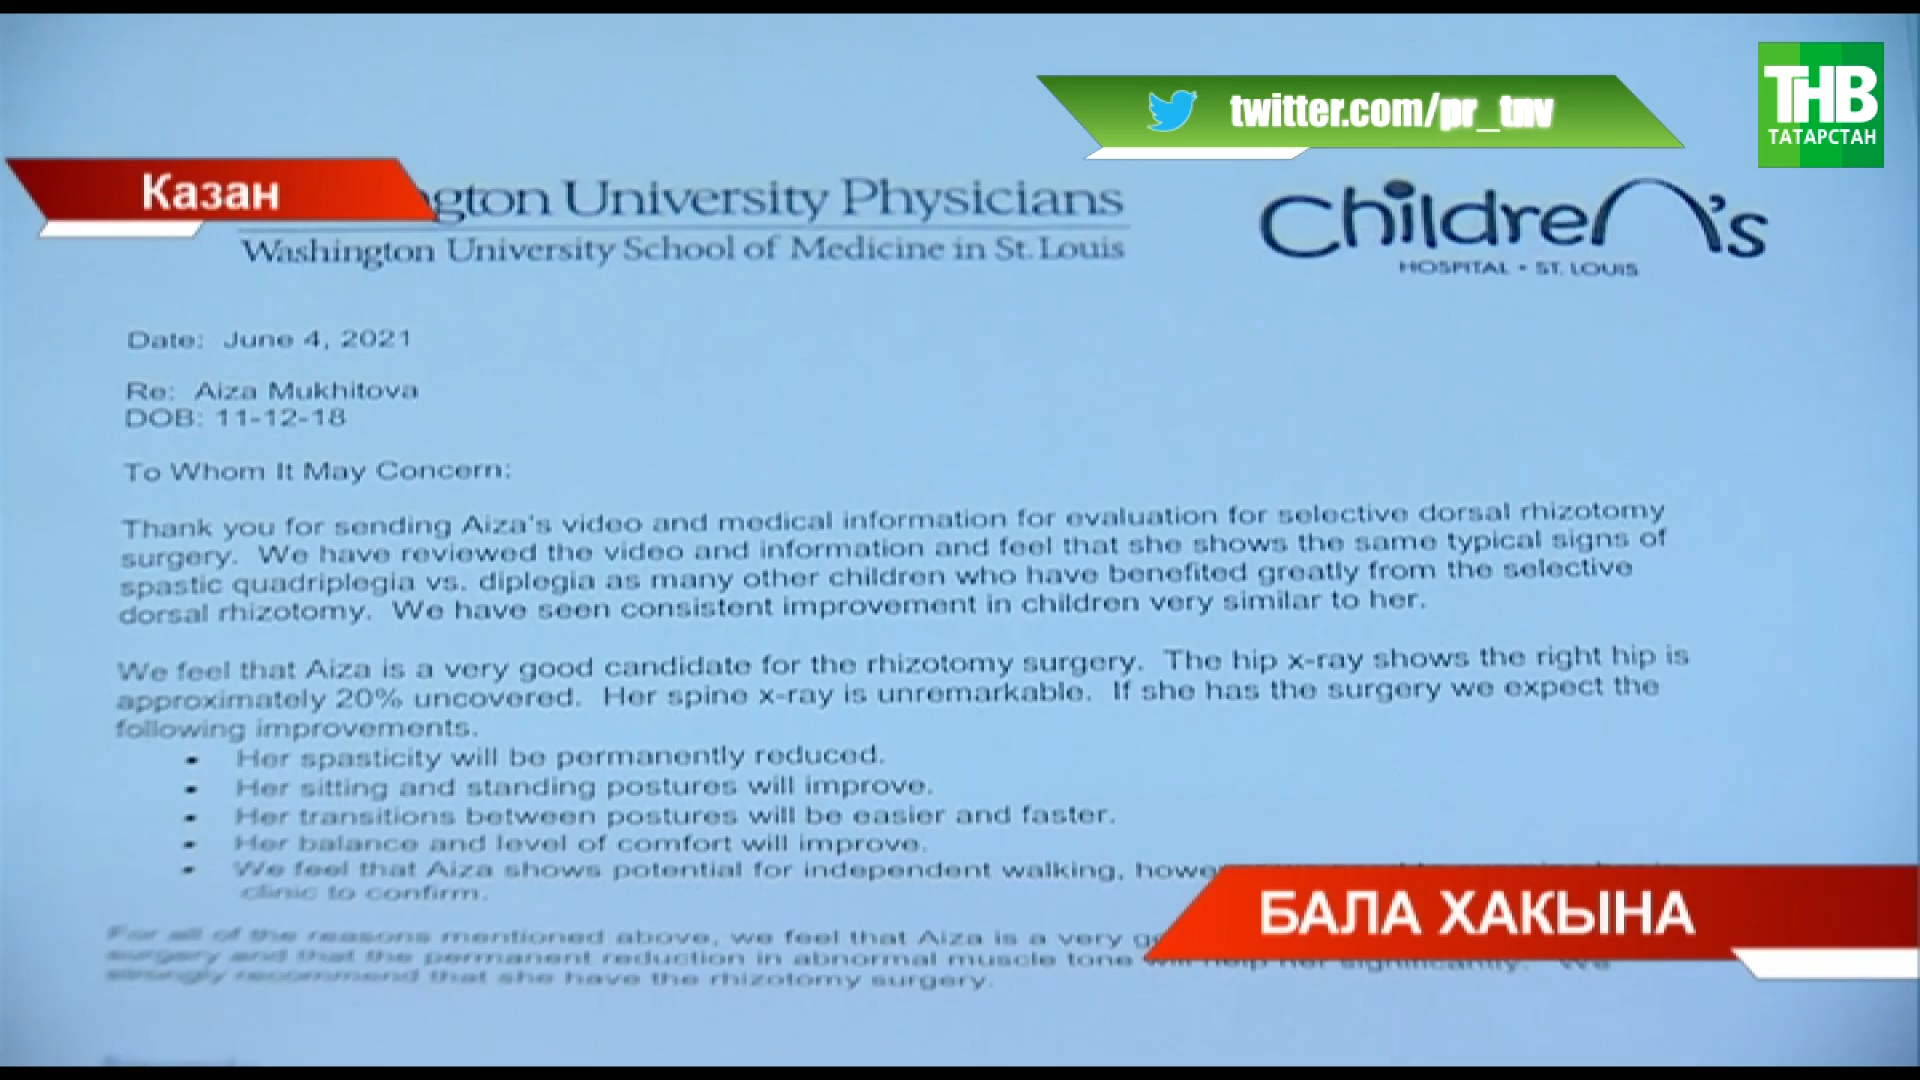 twitter.com/pr_tnv
ТНВ
ТАТАРСТАН
Казан
gton University Physicians
Washington University School of Medicine in St. Louis
Children's
HOSPITAL • ST. LOUIS
Date: June 4, 2021
Re: Aiza Mukhitova
DOB: 11-12-18
To Whom It May Concern:
Thank you for sending Aiza's video and medical information for evaluation for selective dorsal rhizotomy
surgery. We have reviewed the video and information and feel that she shows the same typical signs of
spastic quadriplegia vs. diplegia as many other children who have benefited greatly from the selective
dorsal rhizotomy. We have seen consistent improvement in children very similar to her.
We feel that Aiza is a very good candidate for the rhizotomy surgery. The hip x-ray shows the right hip is
approximately 20% uncovered. Her spine x-ray is unremarkable. If she has the surgery we expect the
following improvements.
• Her spasticity will be permanently reduced.
• Her sitting and standing postures will improve.
• Her transitions between postures will be easier and faster.
• Her balance and level of comfort will improve.
• We feel that Aiza shows potential for independent walking, howe
clinic to confirm.
For all of the reasons mentioned above, we feel that Aiza is a very g
surgery and that the permanent reduction in abnormal muscle tone will help her significantly. We
strongly recommend that she have the rhizotomy surgery.
БАЛА ХАКЫНА